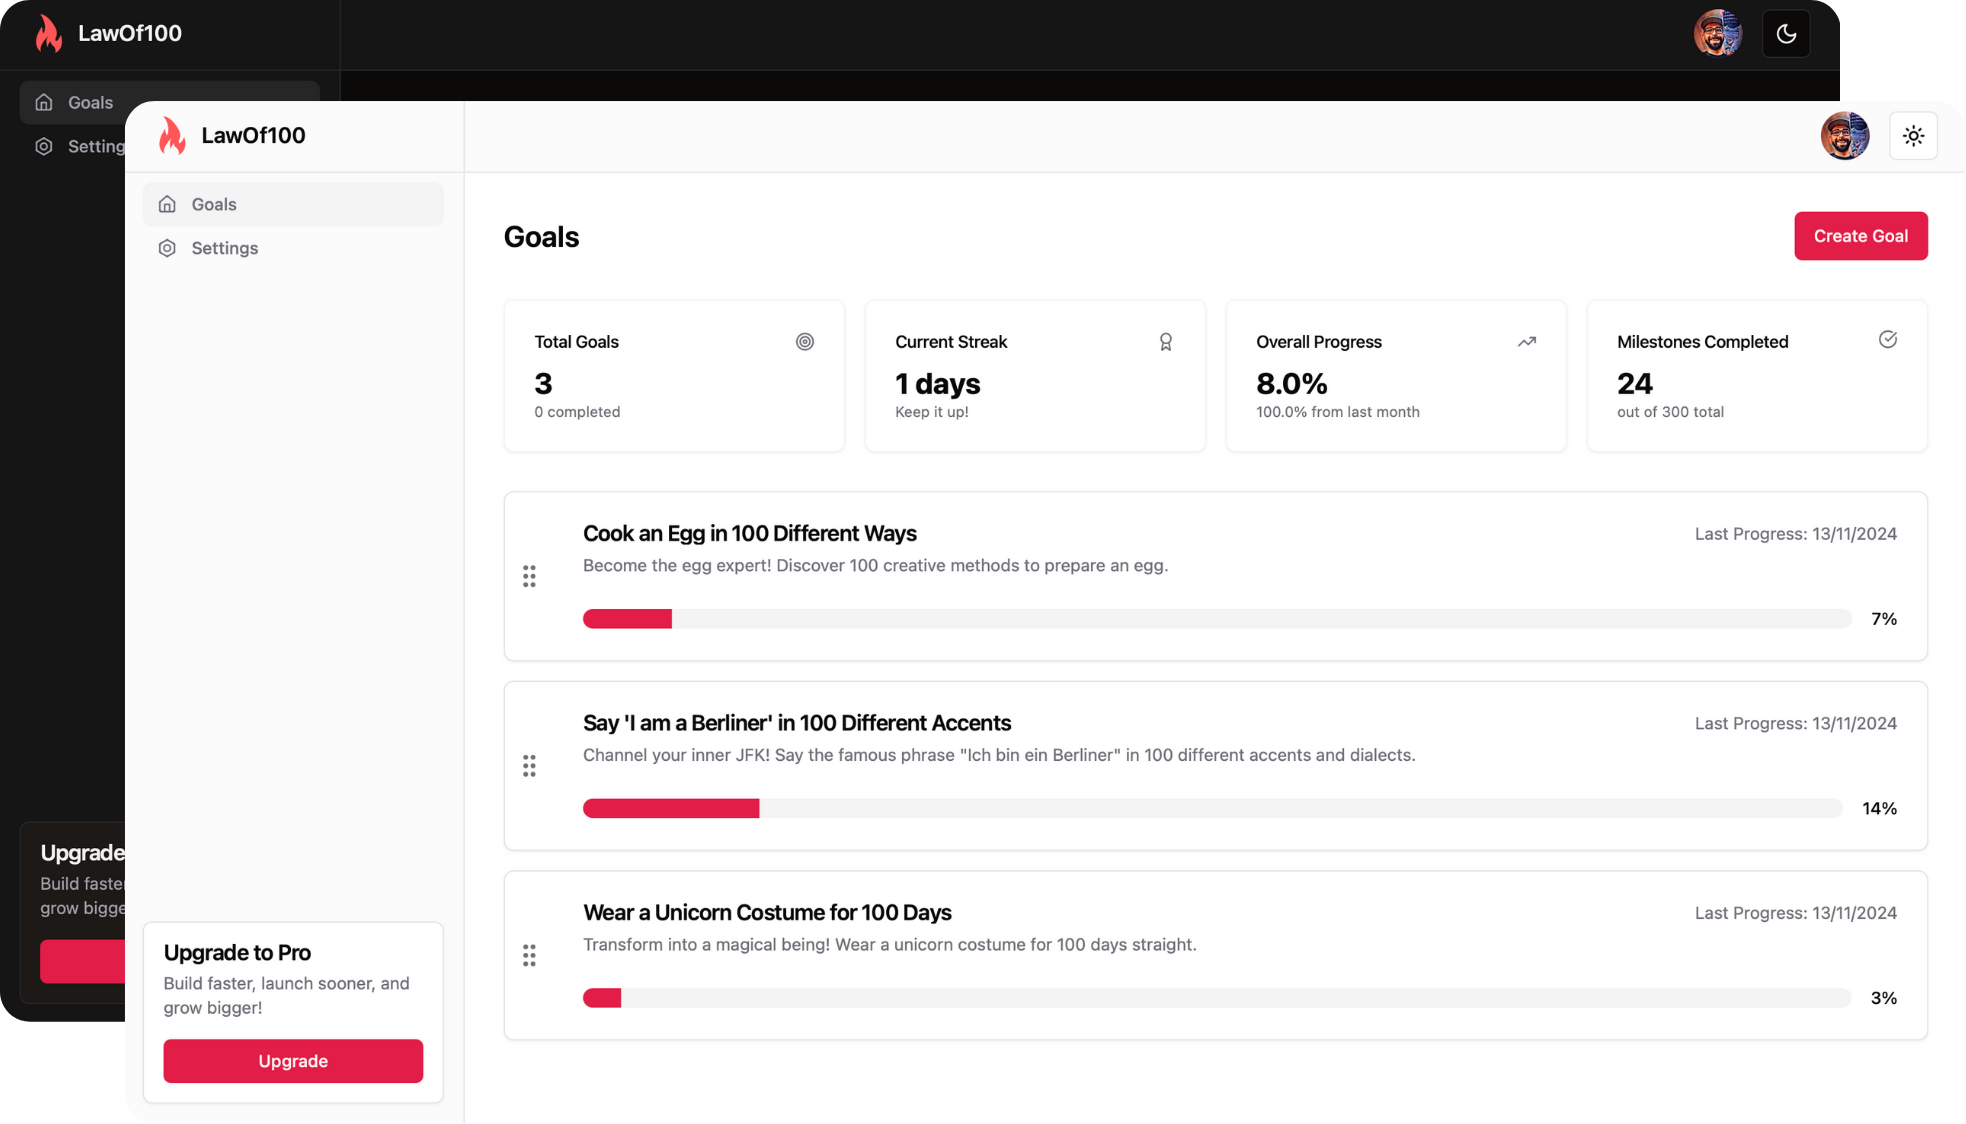 LawOf100
Goals
Setting
Upgrade
Build faster
grow bigge
LawOf100
Goals
Settings
Upgrade to Pro
Build faster, launch sooner, and
grow bigger!
Upgrade
Goals
Create Goal
Total Goals
3
0 completed
Current Streak
1 days
Keep it up!
Overall Progress
8.0%
100.0% from last month
Milestones Completed
24
out of 300 total
Cook an Egg in 100 Different Ways
Last Progress: 13/11/2024
Become the egg expert! Discover 100 creative methods to prepare an egg.
7%
Say 'I am a Berliner' in 100 Different Accents
Last Progress: 13/11/2024
Channel your inner JFK! Say the famous phrase "Ich bin ein Berliner" in 100 different accents and dialects.
14%
Wear a Unicorn Costume for 100 Days
Last Progress: 13/11/2024
Transform into a magical being! Wear a unicorn costume for 100 days straight.
3%